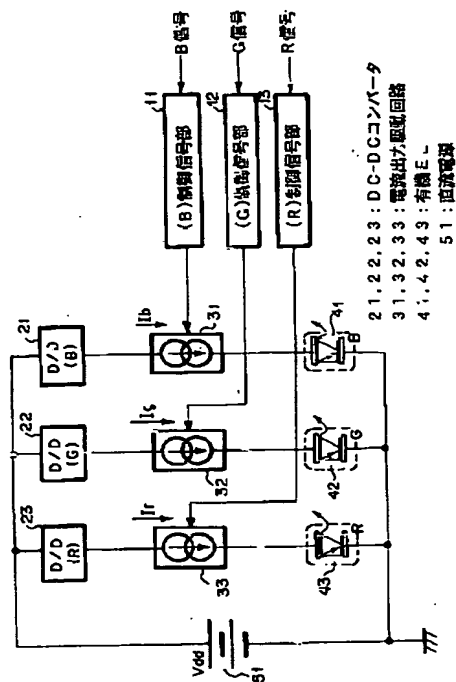 B信号
G信号
R信号
11
(B)制御信号部
12
(G)制御信号部
13
(R)制御信号部
21
D/D
(B)
22
D/D
(G)
23
D/D
(R)
Ib
31
Ig
32
Ir
33
41
B
42
G
43
R
Vdd
51
21,22,23:DC-DCコンバータ
31,32,33:電流出力駆動回路
41,42,43:有機EL
51:直流電源